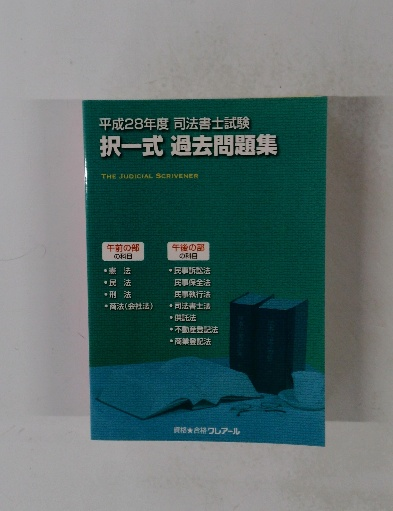 平成28年度 司法書士試験
択一式 過去問題集
THE JUDICIAL SCRIVENER
午前の部
の科目
・憲 法
・民 法
・刑 法
・商法(会社法)
午後の部
の科目
・民事訴訟法
民事保全法
民事執行法
・司法書士法
・供託法
・不動産登記法
・商業登記法
資格★合格クレアール